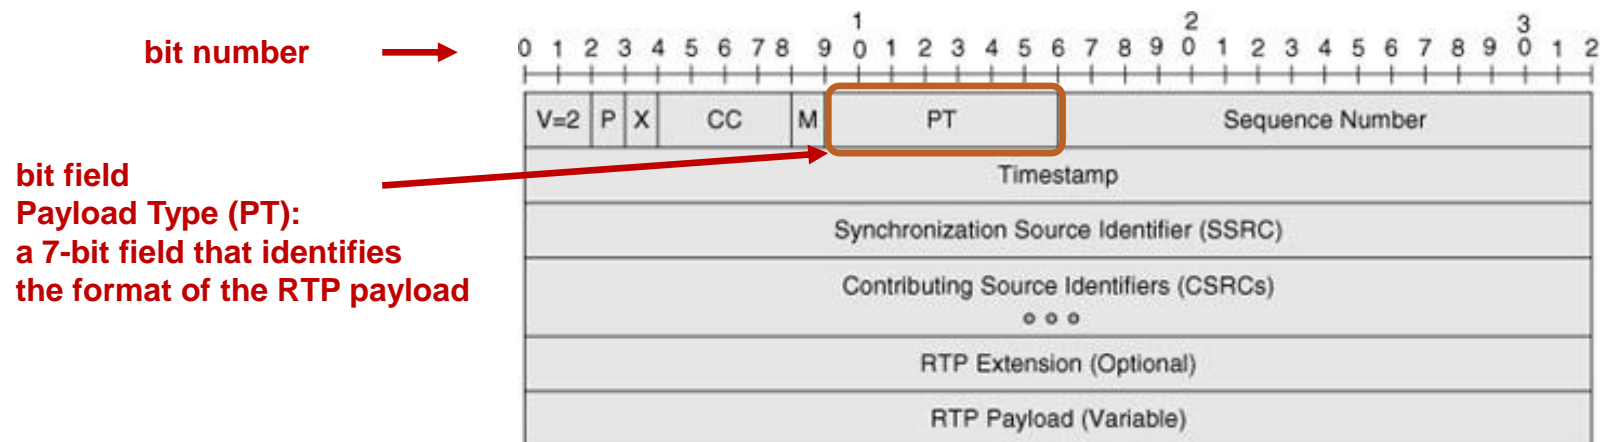 1 2 3
bit number 0 1 2 3 4 5 6 7 8 9 0 1 2 3 4 5 6 7 8 9 0 1 2 3 4 5 6 7 8 9 0 1 2
V=2 P X CC M PT Sequence Number
Timestamp
bit field
Payload Type (PT):
a 7-bit field that identifies
the format of the RTP payload
Synchronization Source Identifier (SSRC)
Contributing Source Identifiers (CSRCs)
RTP Extension (Optional)
RTP Payload (Variable)